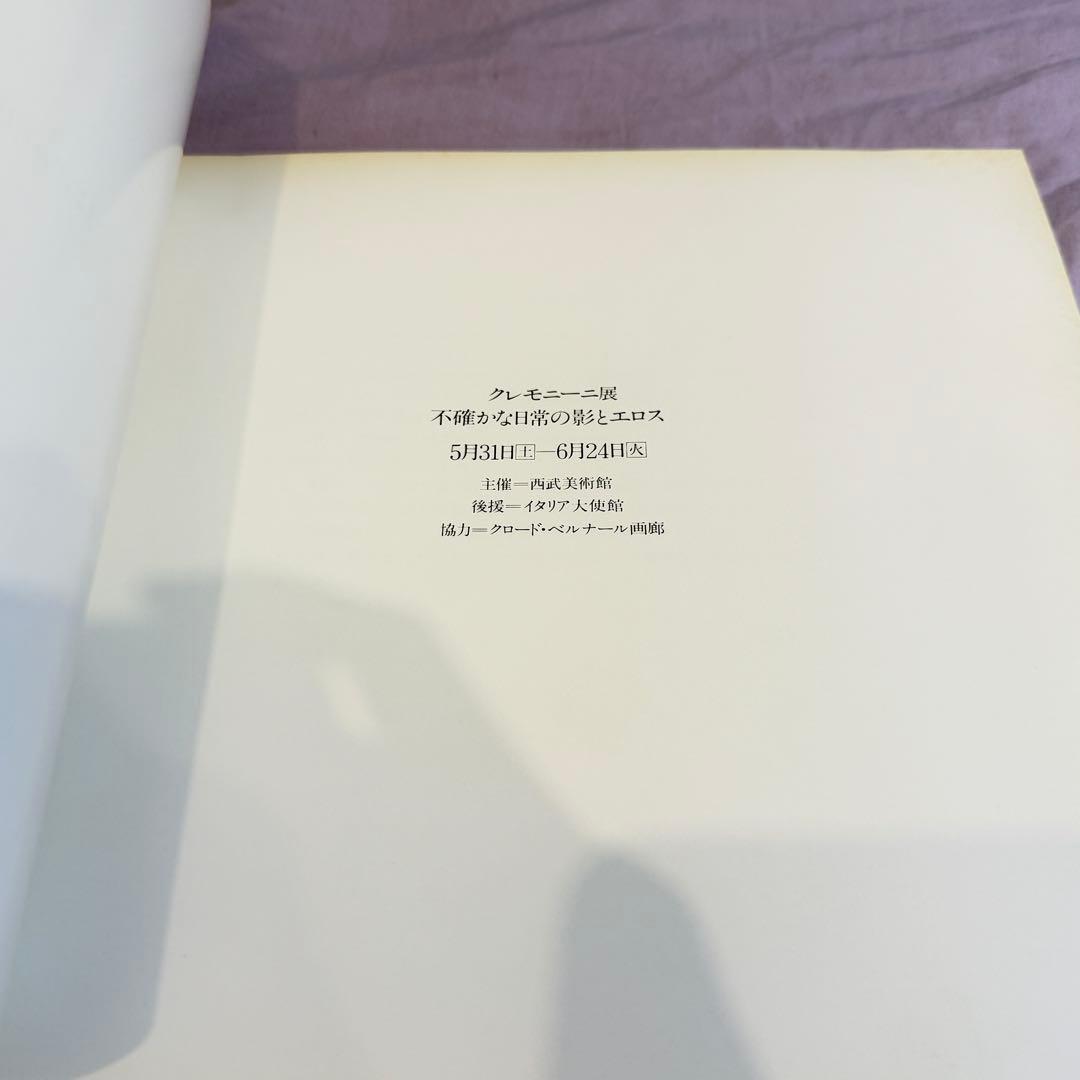 クレモニーニ展
不確かな日常の影とエロス
5月31日土—6月24日火
主催=西武美術館
後援=イタリア大使館
協力=クロード・ベルナール画廊